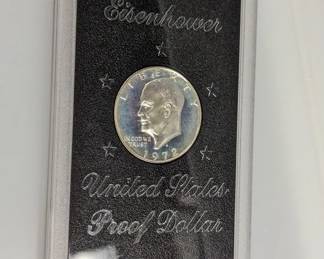 Eisenhower
LIBERTY
IN GOD WE
TRUST
1972
United States
Proof Dollar